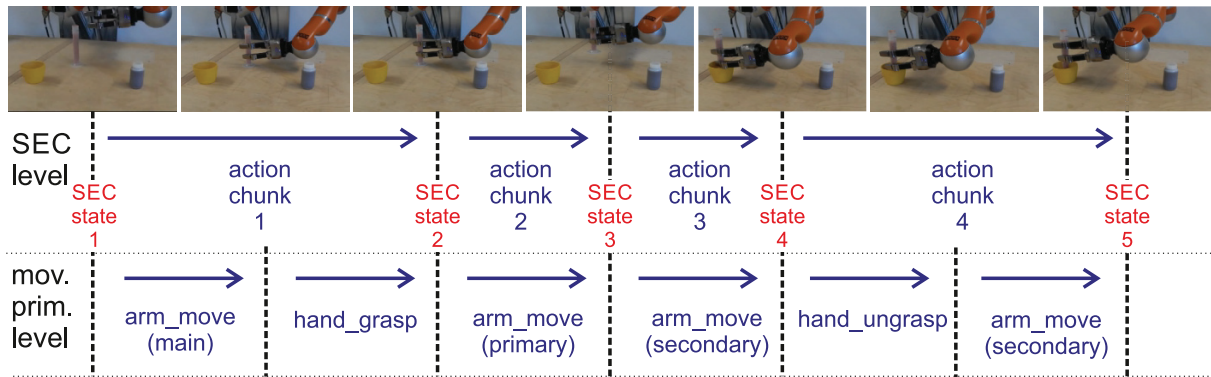 SEC
level
action
chunk
1
action
chunk
2
action
chunk
3
action
chunk
4
SEC
state
1
SEC
state
2
SEC
state
3
SEC
state
4
SEC
state
5
mov.
prim.
level
arm_move
(main)
hand_grasp
arm_move
(primary)
arm_move
(secondary)
hand_ungrasp
arm_move
(secondary)